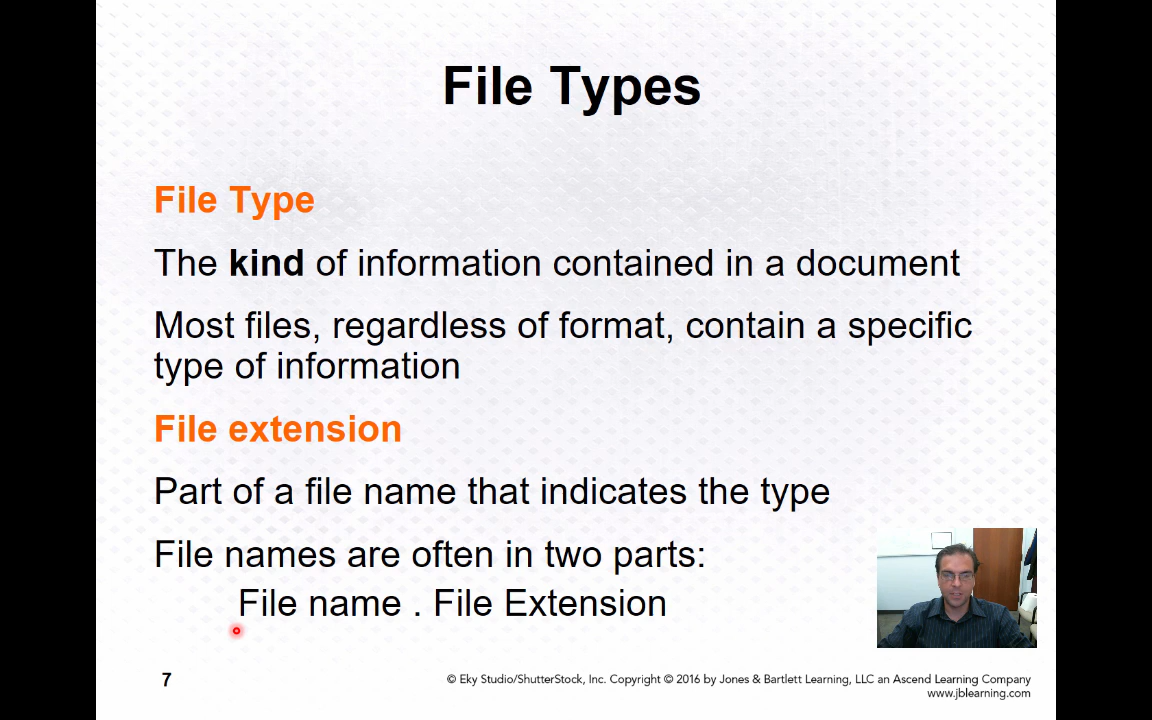 File Types
File Type
The kind of information contained in a document
Most files, regardless of format, contain a specific
type of information
File extension
Part of a file name that indicates the type
File names are often in two parts:
File name . File Extension
7
© Eky Studio/ShutterStock, Inc. Copyright © 2016 by Jones & Bartlett Learning, LLC an Ascend Learning Company
www.jblearning.com